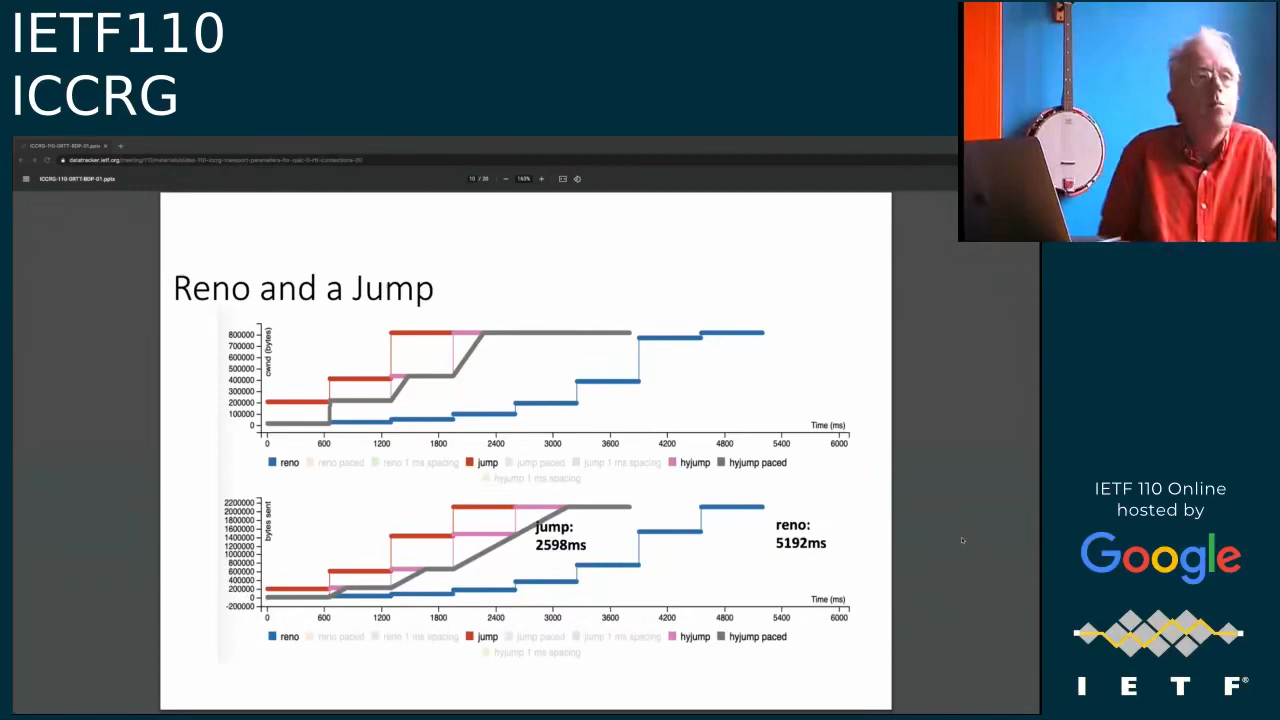 IETF110
ICCRG
ICCRG-110-0RTT-BDP-01.pptx
datatracker.ietf.org/meeting/110/materials/slides-110-iccrg-transport-parameters-for-quic-0-rtt-connections-00
ICCRG-110-0RTT-BDP-01.pptx
163%
Reno and a Jump
cwnd (bytes)
800000
700000
600000
500000
400000
300000
200000
100000
0
Time (ms)
0 600 1200 1800 2400 3000 3600 4200 4800 5400 6000
reno reno paced reno 1 ms spacing jump jump paced jump 1 ms spacing hyjump hyjump paced
hyjump 1 ms spacing
bytes sent
2200000
2000000
1800000
1600000
1400000
1200000
1000000
800000
600000
400000
200000
0
-200000
jump:
2598ms
reno:
5192ms
Time (ms)
0 600 1200 1800 2400 3000 3600 4200 4800 5400 6000
reno reno paced reno 1 ms spacing jump jump paced jump 1 ms spacing hyjump hyjump paced
hyjump 1 ms spacing
IETF 110 Online
hosted by
Google
IETF®